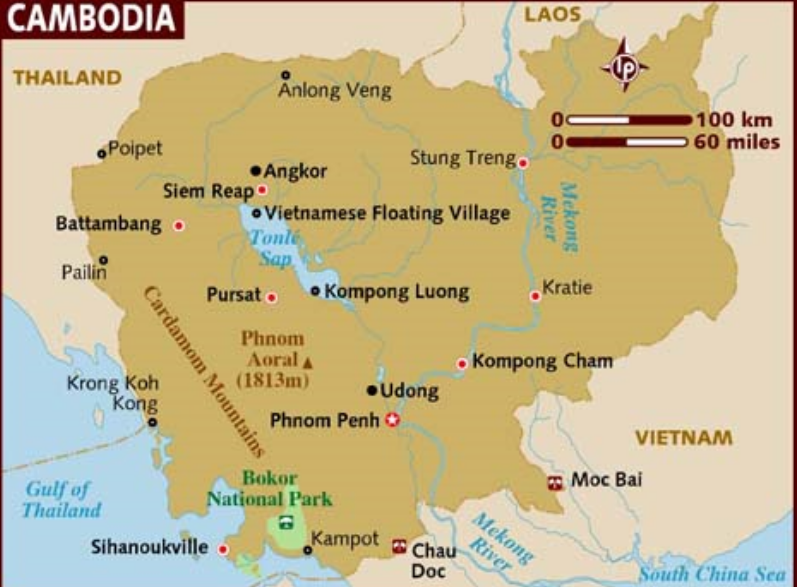 CAMBODIA
LAOS
THAILAND
Anlong Veng
lp
0 100 km
0 60 miles
Poipet
Stung Treng
Angkor
Siem Reap
Mekong
River
Vietnamese Floating Village
Battambang
Tonlé
Sap
Pailin
Pursat
Kompong Luong
Kratie
Cardamom Mountains
Phnom
Aoral
(1813m)
Kompong Cham
Krong Koh
Kong
Udong
Phnom Penh
VIETNAM
Bokor
National Park
Moc Bai
Gulf of
Thailand
Mekong
River
Sihanoukville
Kampot
Chau
Doc
South China Sea